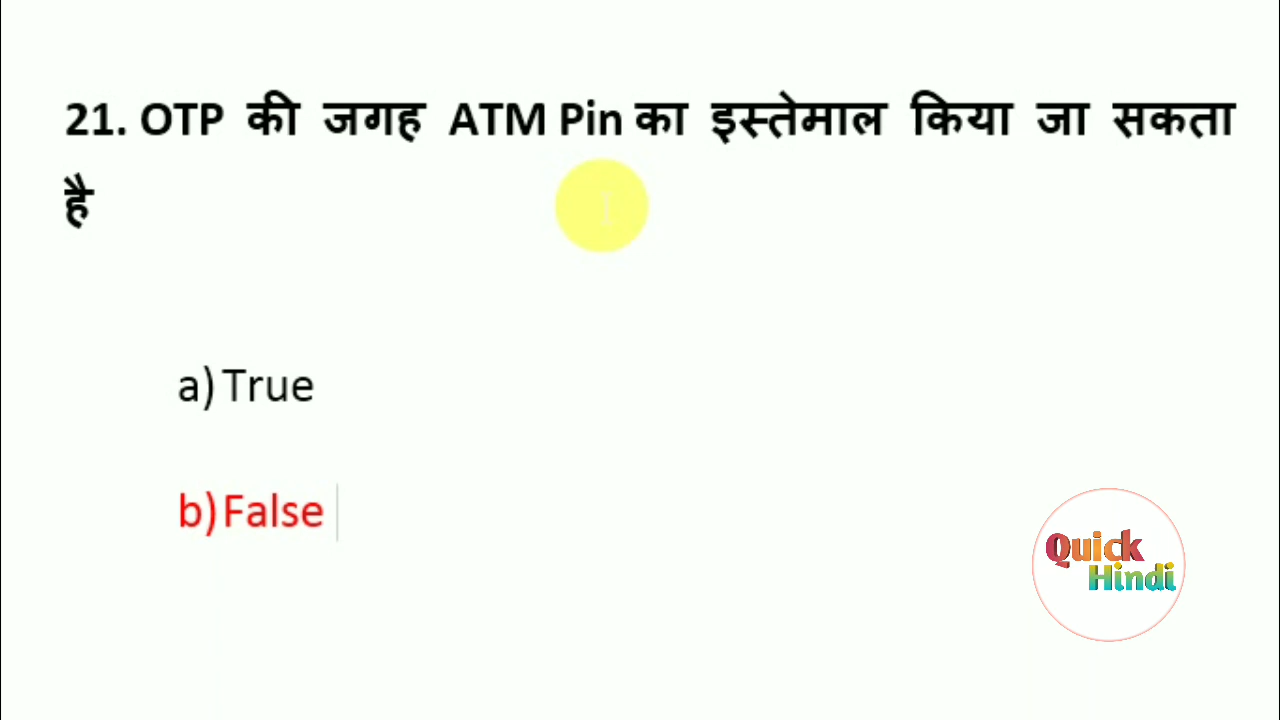 21. OTP की जगह ATM Pin का इस्तेमाल किया जा सकता
है
a) True
b) False
Quick
Hindi